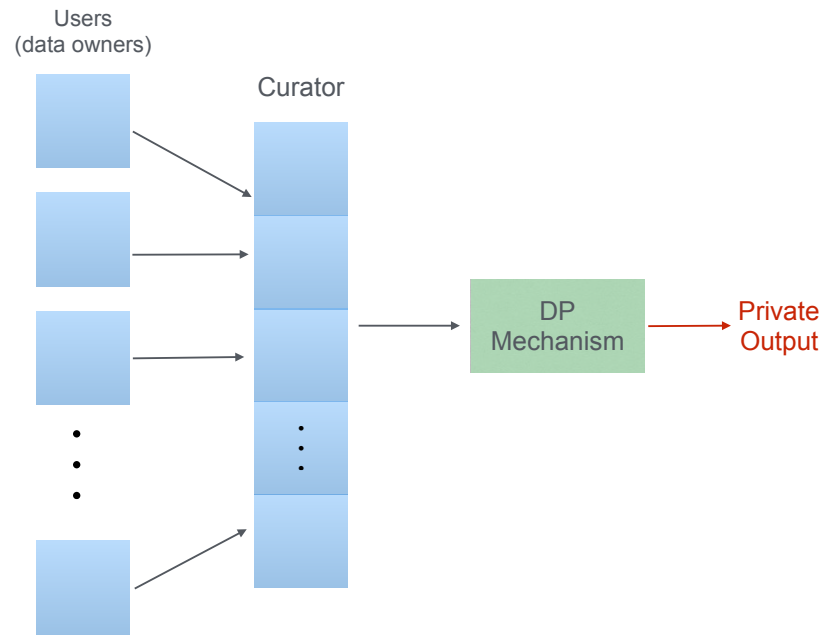 Users
(data owners)
Curator
DP
Mechanism
Private
Output